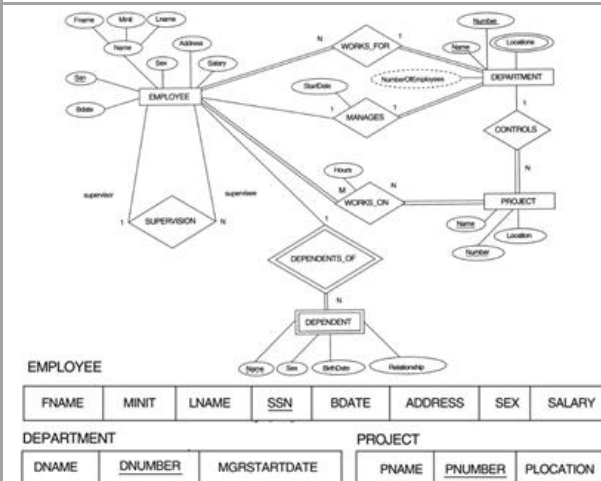 Fname Minit Lname
Number
Name
Address
N
WORKS_FOR
1
Name
Locations
Sex
Salary
Ssn
EMPLOYEE
StartDate
NumberOfEmployees
DEPARTMENT
Bdate
1
MANAGES
1
1
CONTROLS
Hours
M
N
N
supervisor
supervisee
WORKS_ON
PROJECT
1
SUPERVISION
N
1
Name
Location
Number
DEPENDENTS_OF
N
DEPENDENT
Name
Sex
BirthDate
Relationship
EMPLOYEE
FNAME MINIT LNAME SSN BDATE ADDRESS SEX SALARY
DEPARTMENT
DNAME DNUMBER MGRSTARTDATE
PROJECT
PNAME PNUMBER PLOCATION